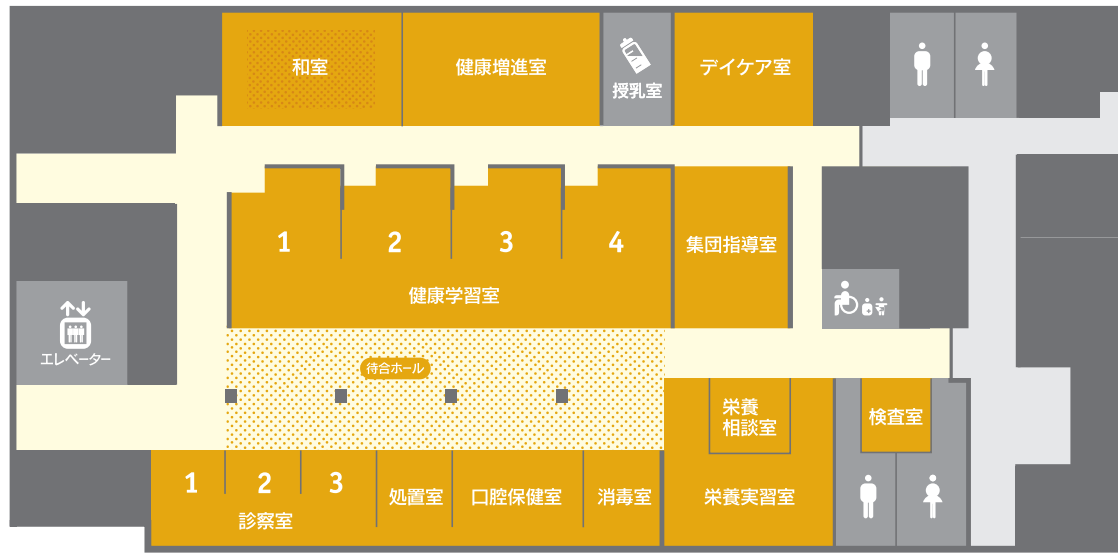 和室
健康増進室
授乳室
デイケア室
1
2
3
4
集団指導室
健康学習室
エレベーター
待合ホール
栄養
相談室
検査室
1
2
3
診察室
処置室
口腔保健室
消毒室
栄養実習室